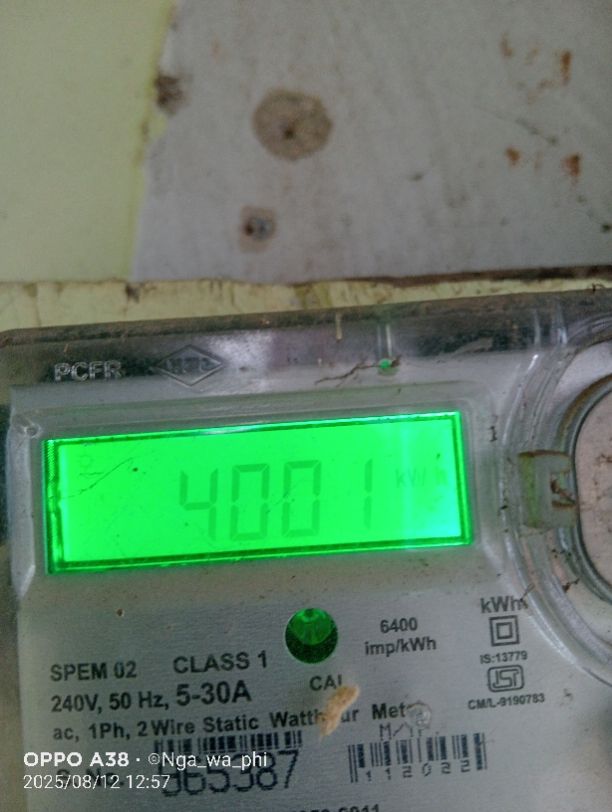 PCFR
4001 kWh
6400
imp/kWh
kWh
IS:13779
CM/L-9190783
SPEM 02 CLASS 1
CAL
240V, 50 Hz, 5-30A
ac, 1Ph, 2 Wire Static Watthour Meter
665387
112022
OPPO A38 · ©Nga_wa_phi
2025/08/12 12:57